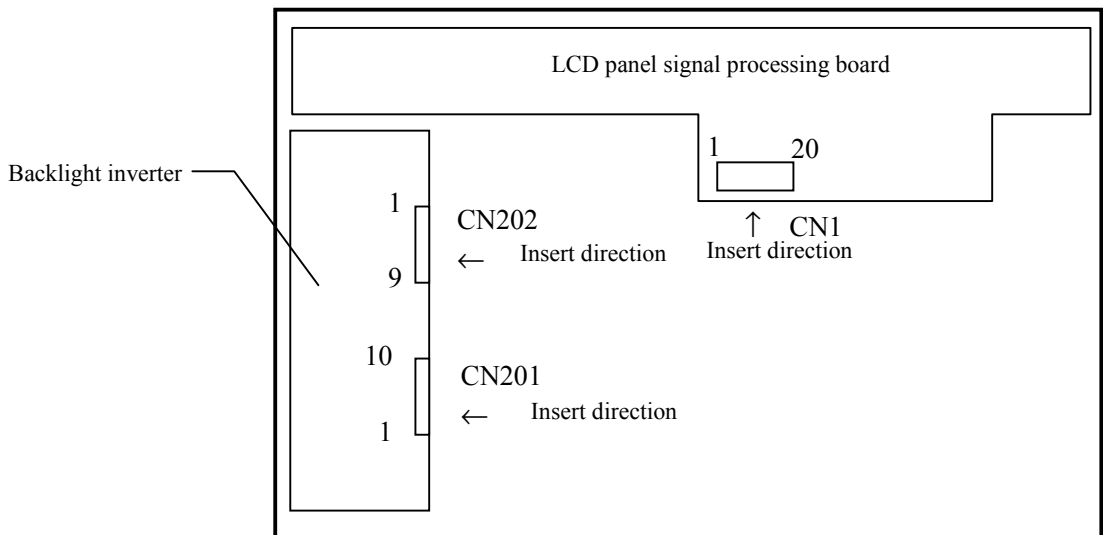 LCD panel signal processing board
1 20
Backlight inverter
1
CN202
↑ CN1
← Insert direction
Insert direction
9
10
CN201
← Insert direction
1